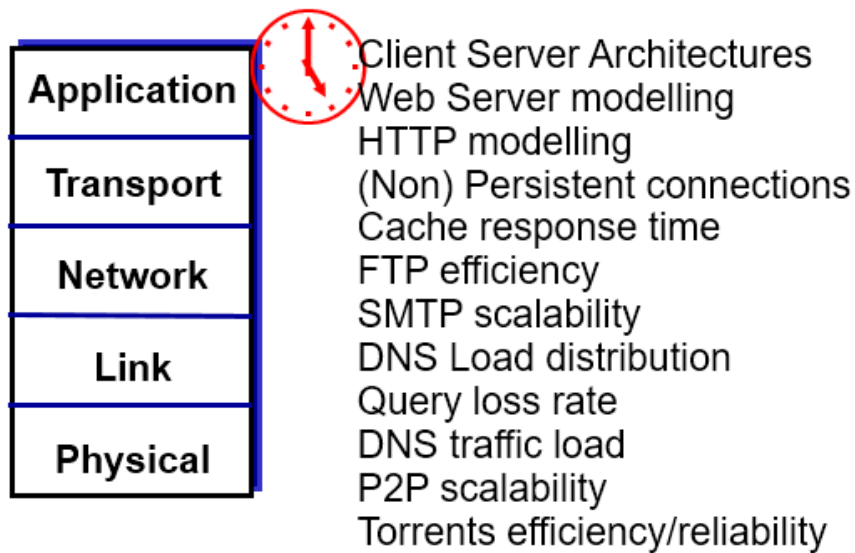 Application
Transport
Network
Link
Physical
Client Server Architectures
Web Server modelling
HTTP modelling
(Non) Persistent connections
Cache response time
FTP efficiency
SMTP scalability
DNS Load distribution
Query loss rate
DNS traffic load
P2P scalability
Torrents efficiency/reliability